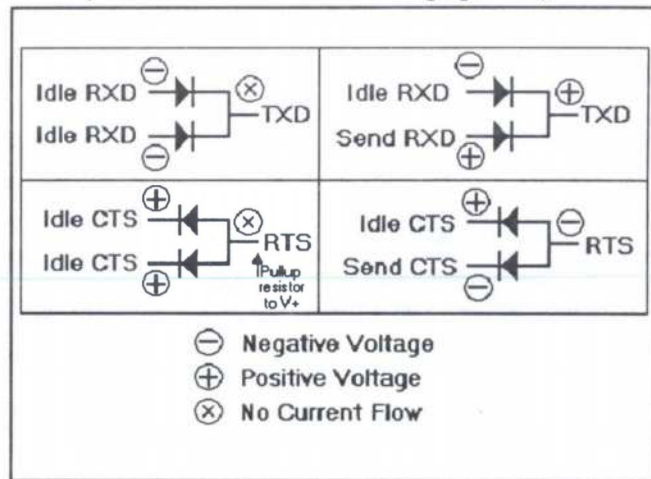 Idle RXD
Idle RXD
TXD
Idle RXD
Send RXD
TXD
Idle CTS
Idle CTS
RTS
Pullup
resistor
to V+
Idle CTS
Send CTS
RTS
Negative Voltage
Positive Voltage
No Current Flow